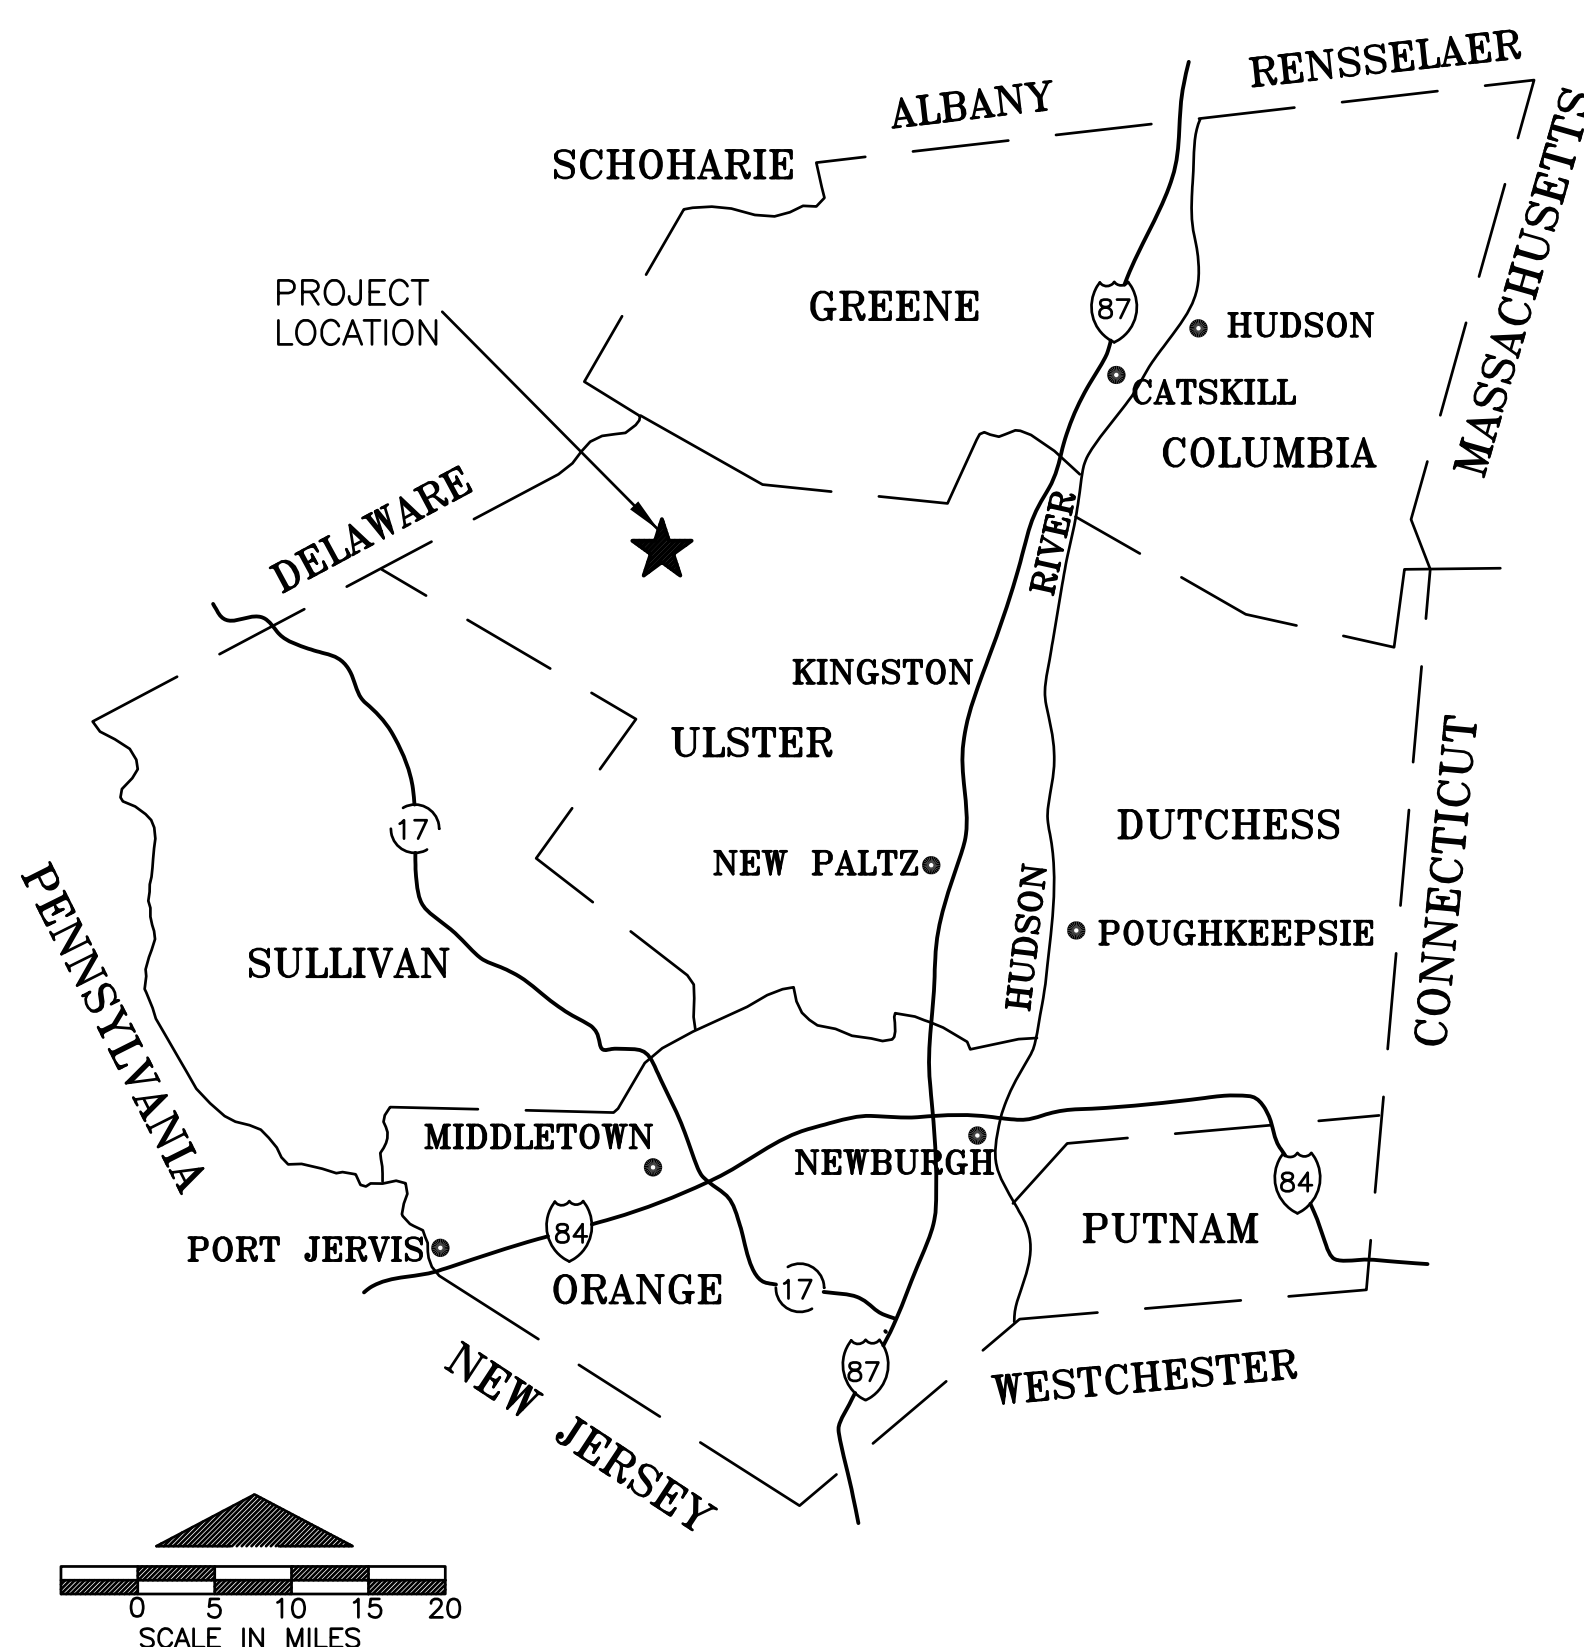 RENSSELAER
ALBANY
MASSACHUSETTS
SCHOHARIE
PROJECT
LOCATION
GREENE
87
HUDSON
CATSKILL
COLUMBIA
DELAWARE
RIVER
KINGSTON
ULSTER
CONNECTICUT
17
DUTCHESS
NEW PALTZ
HUDSON
POUGHKEEPSIE
PENNSYLVANIA
SULLIVAN
MIDDLETOWN
NEWBURGH
84
84
PUTNAM
PORT JERVIS
ORANGE
17
87
NEW JERSEY
WESTCHESTER
0 5 10 15 20
SCALE IN MILES